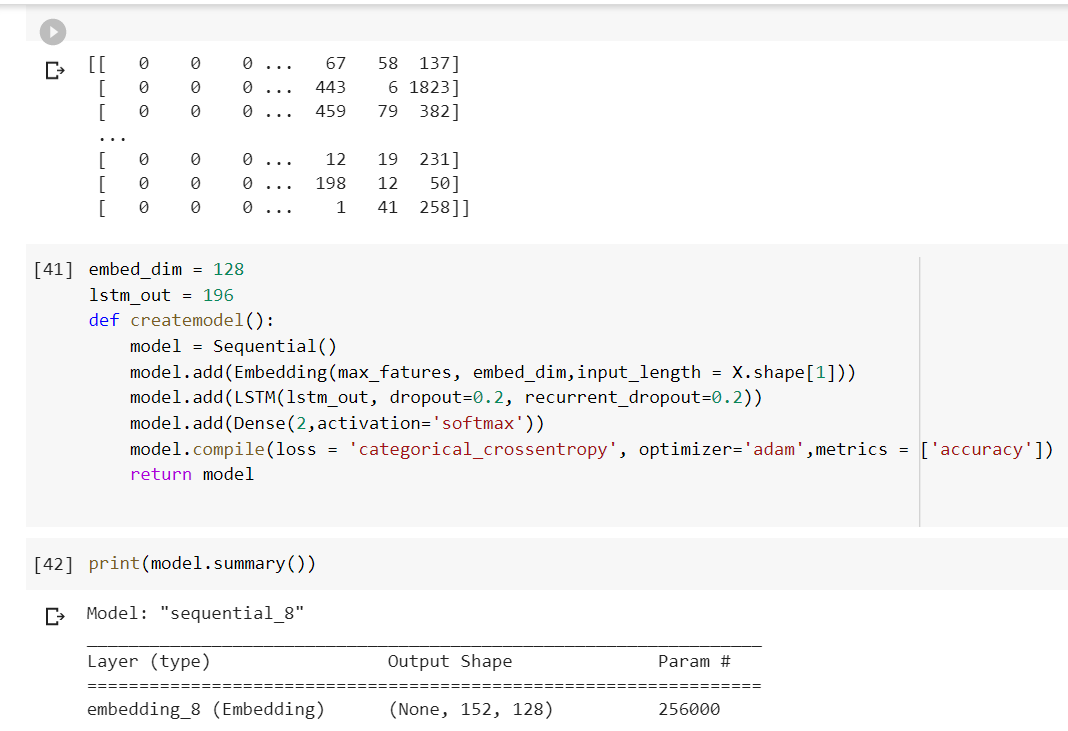 [[   0    0    0 ...   67   58  137]
 [   0    0    0 ...  443    6 1823]
 [   0    0    0 ...  459   79  382]
 ...
 [   0    0    0 ...   12   19  231]
 [   0    0    0 ...  198   12   50]
 [   0    0    0 ...    1   41  258]]
[41] embed_dim = 128
lstm_out = 196
def createmodel():
    model = Sequential()
    model.add(Embedding(max_fatures, embed_dim,input_length = X.shape[1]))
    model.add(LSTM(lstm_out, dropout=0.2, recurrent_dropout=0.2))
    model.add(Dense(2,activation='softmax'))
    model.compile(loss = 'categorical_crossentropy', optimizer='adam',metrics = ['accuracy'])
    return model
[42] print(model.summary())
Model: "sequential_8"
_________________________________________________________________
Layer (type)                 Output Shape              Param #
=================================================================
embedding_8 (Embedding)      (None, 152, 128)          256000